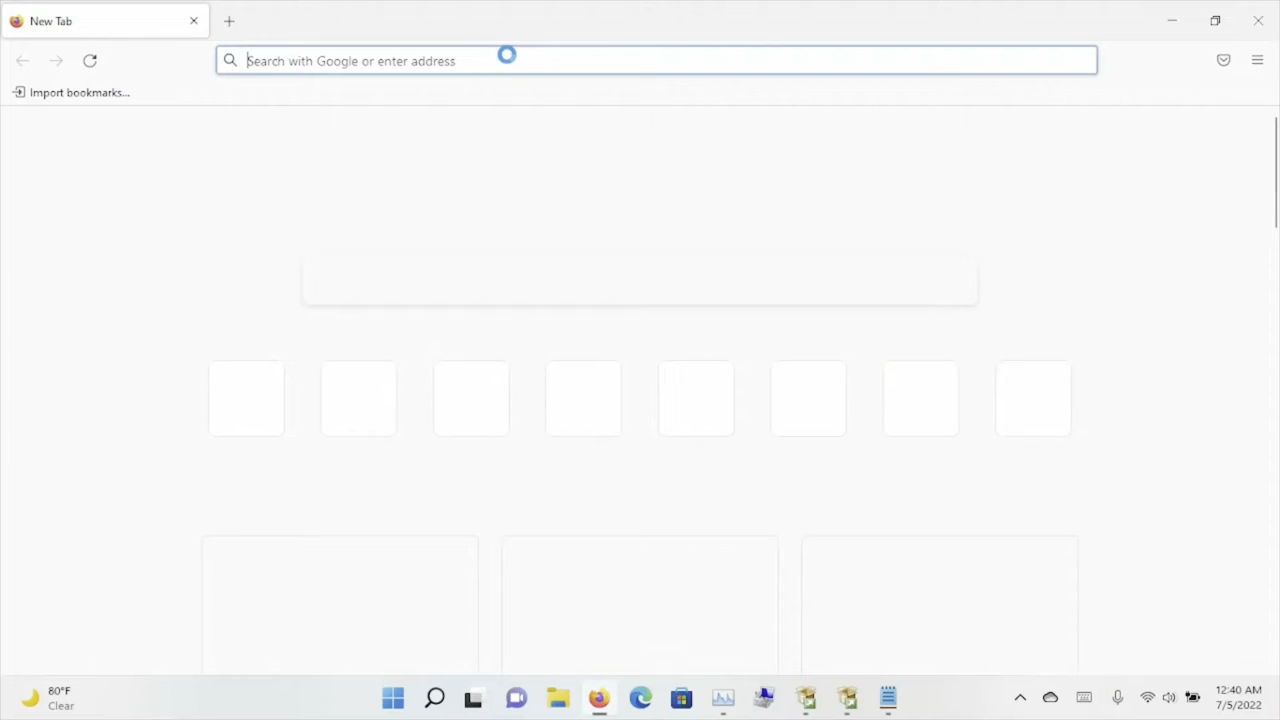 New Tab
Search with Google or enter address
Import bookmarks...
80°F
Clear
12:40 AM
7/5/2022